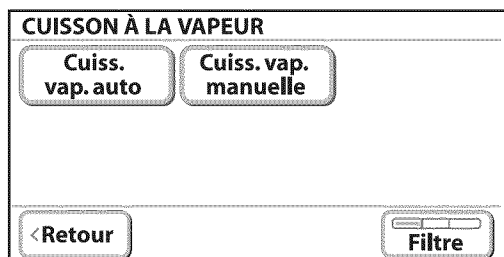 CUISSON À LA VAPEUR
Cuiss.
vap. auto
Cuiss. vap.
manuelle
<Retour
Filtre